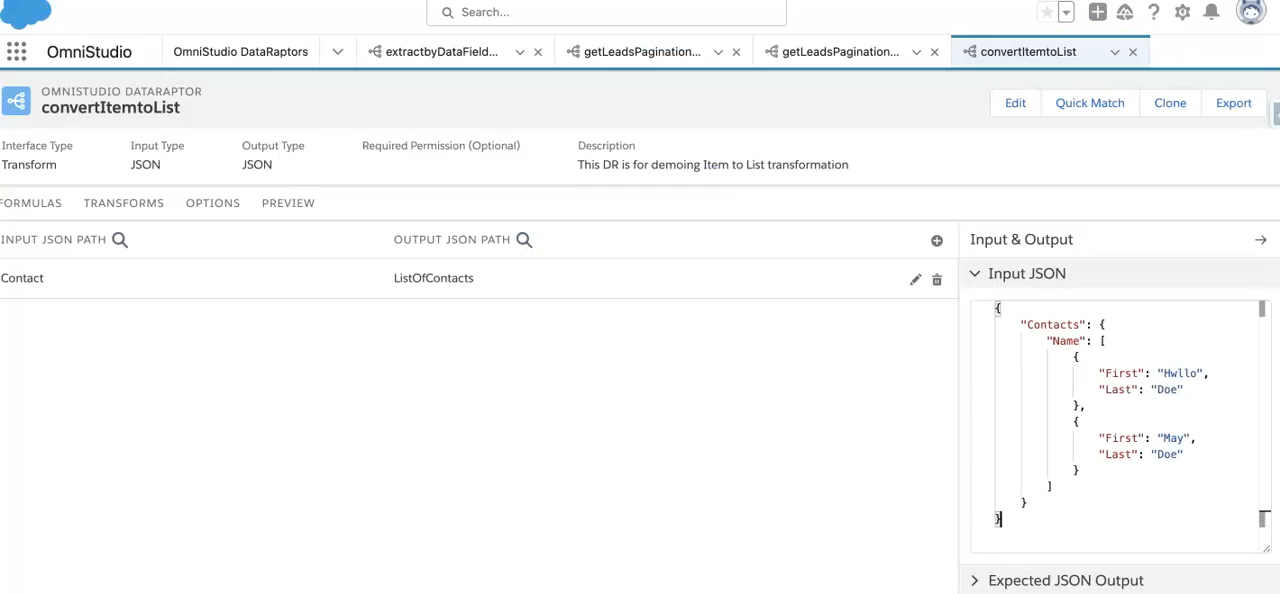 Search...
OmniStudio
OmniStudio DataRaptors
extractbyDataField...
getLeadsPagination...
getLeadsPagination...
convertItemtoList
OMNISTUDIO DATARAPTOR
convertItemtoList
Edit
Quick Match
Clone
Export
Interface Type
Input Type
Output Type
Required Permission (Optional)
Description
Transform
JSON
JSON
This DR is for demoing Item to List transformation
FORMULAS
TRANSFORMS
OPTIONS
PREVIEW
INPUT JSON PATH
OUTPUT JSON PATH
Contact
ListOfContacts
Input & Output
Input JSON
{
"Contacts": {
"Name": [
{
"First": "Hwllo",
"Last": "Doe"
},
{
"First": "May",
"Last": "Doe"
}
]
}
}
Expected JSON Output